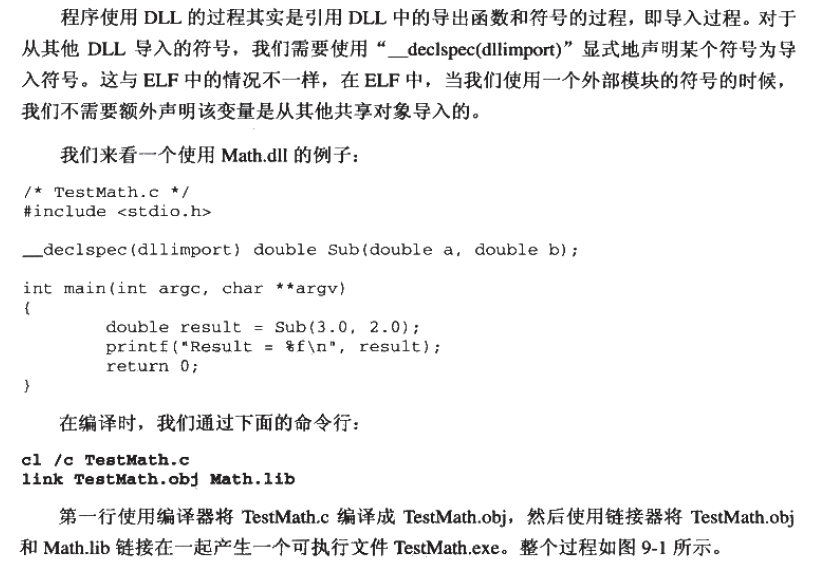 程序使用 DLL 的过程其实是引用 DLL 中的导出函数和符号的过程，即导入过程。对于
从其他 DLL 导入的符号，我们需要使用“__declspec(dllimport)”显式地声明某个符号为导
入符号。这与 ELF 中的情况不一样，在 ELF 中，当我们使用一个外部模块的符号的时候，
我们不需要额外声明该变量是从其他共享对象导入的。
我们来看一个使用 Math.dll 的例子：
/* TestMath.c */
#include <stdio.h>
__declspec(dllimport) double Sub(double a, double b);
int main(int argc, char **argv)
{
double result = Sub(3.0, 2.0);
printf("Result = %f\n", result);
return 0;
}
在编译时，我们通过下面的命令行：
cl /c TestMath.c
link TestMath.obj Math.lib
第一行使用编译器将 TestMath.c 编译成 TestMath.obj，然后使用链接器将 TestMath.obj
和 Math.lib 链接在一起产生一个可执行文件 TestMath.exe。整个过程如图 9-1 所示。